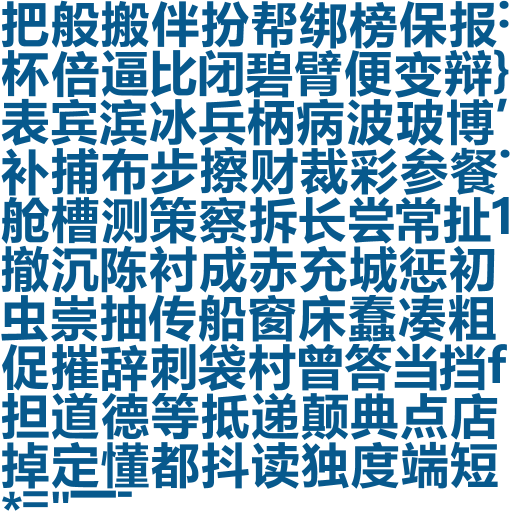 把般搬伴扮帮绑榜保报:
杯倍逼比闭碧臂便变辩}
表宾滨冰兵柄病波玻博'
补捕布步擦财裁彩参餐·
舱槽测策察拆长尝常扯1
撤沉陈衬成赤充城惩初
虫崇抽传船窗床蠢凑粗
促摧辞刺袋村曾答当挡f
担道德等抵递颠典点店
掉定懂都抖读独度端短
*="一-